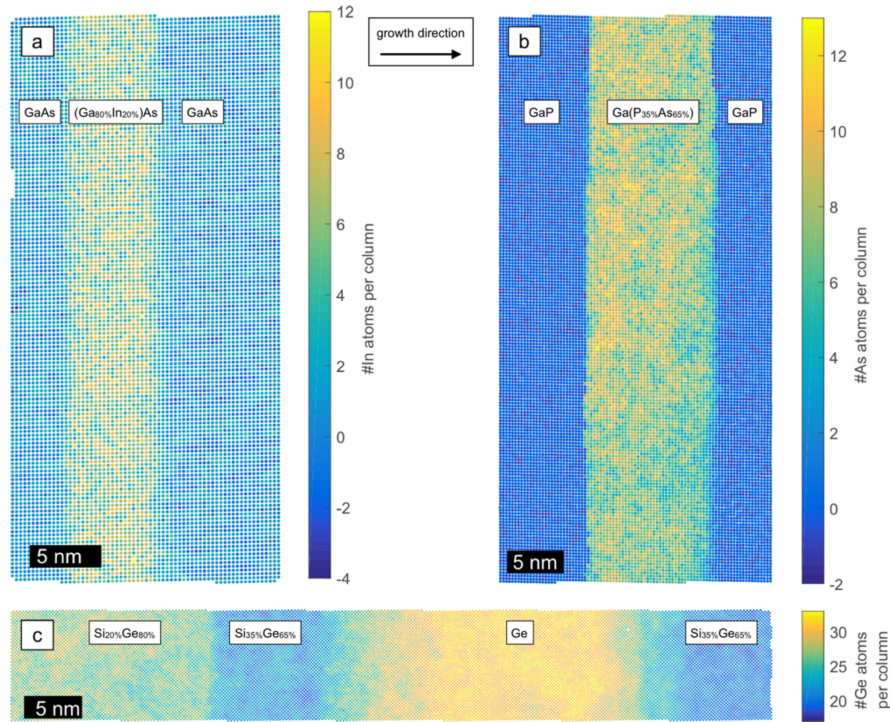 a
GaAs
(Ga80%In20%)As
GaAs
5 nm
12
10
8
6
4
2
0
-2
-4
#In atoms per column
growth direction
b
GaP
Ga(P35%As65%)
GaP
5 nm
12
10
8
6
4
2
0
-2
#As atoms per column
c
Si20%Ge80%
Si35%Ge65%
Ge
Si35%Ge65%
5 nm
30
25
20
#Ge atoms
per column